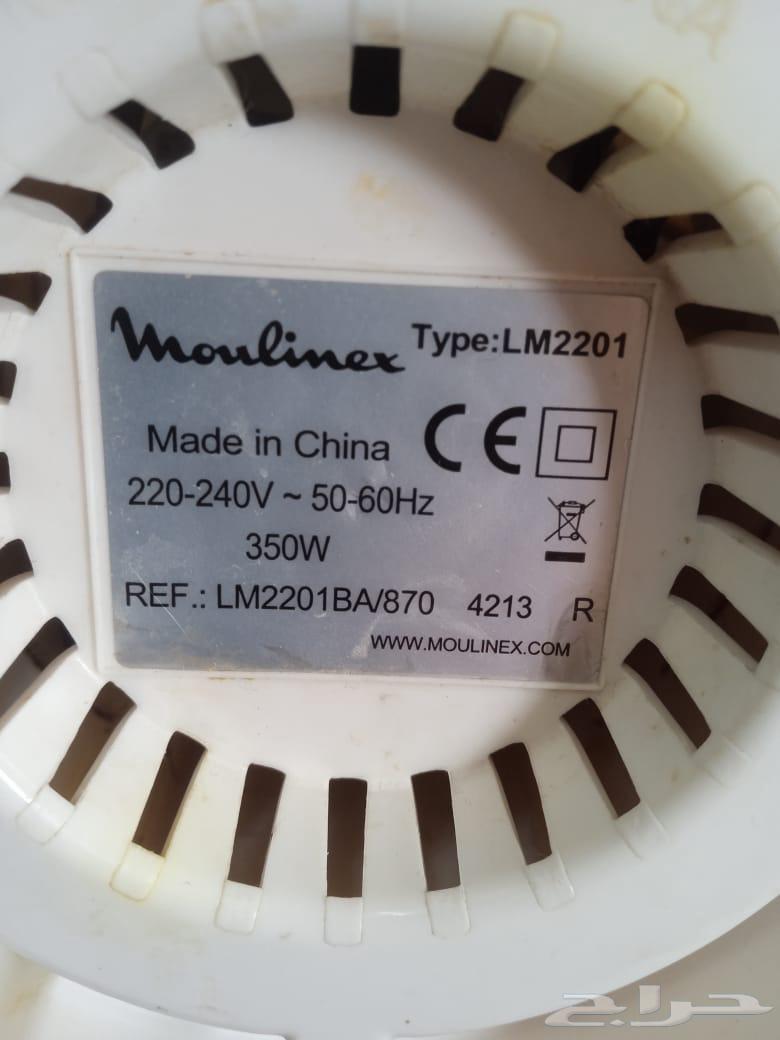 Moulinex Type:LM2201
Made in China CE
220-240V ~ 50-60Hz
350W
REF.: LM2201BA/870 4213 R
WWW.MOULINEX.COM
حراج